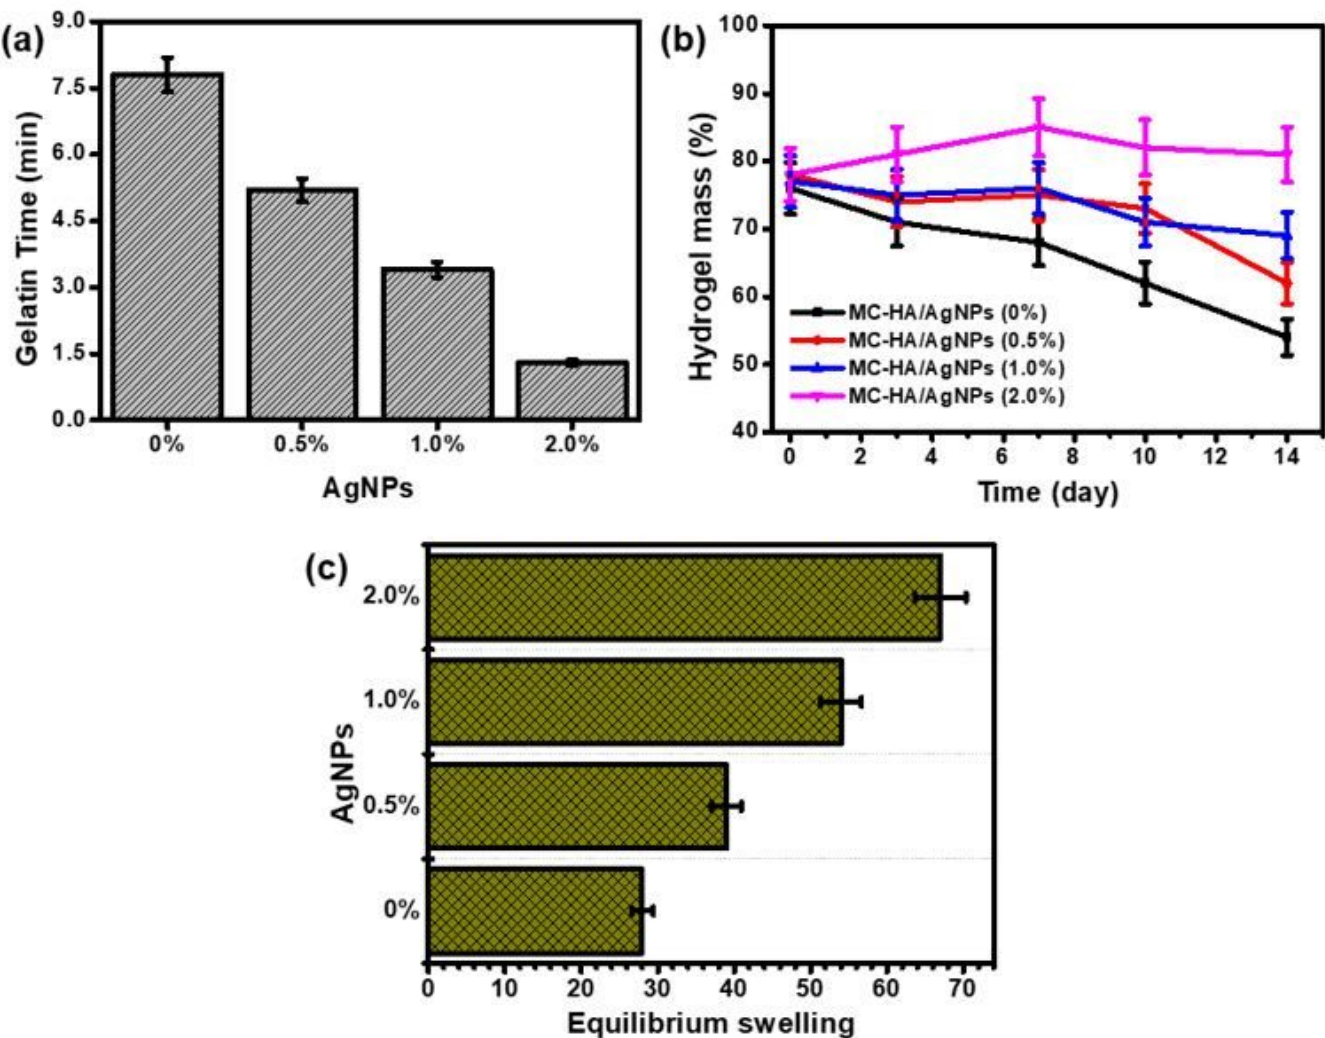 (a)
9.0
7.5
6.0
4.5
3.0
1.5
0.0
Gelatin Time (min)
0% 0.5% 1.0% 2.0%
AgNPs
(b)
100
90
80
70
60
50
40
Hydrogel mass (%)
MC-HA/AgNPs (0%)
MC-HA/AgNPs (0.5%)
MC-HA/AgNPs (1.0%)
MC-HA/AgNPs (2.0%)
0 2 4 6 8 10 12 14
Time (day)
(c)
2.0%
1.0%
0.5%
0%
AgNPs
0 10 20 30 40 50 60 70
Equilibrium swelling